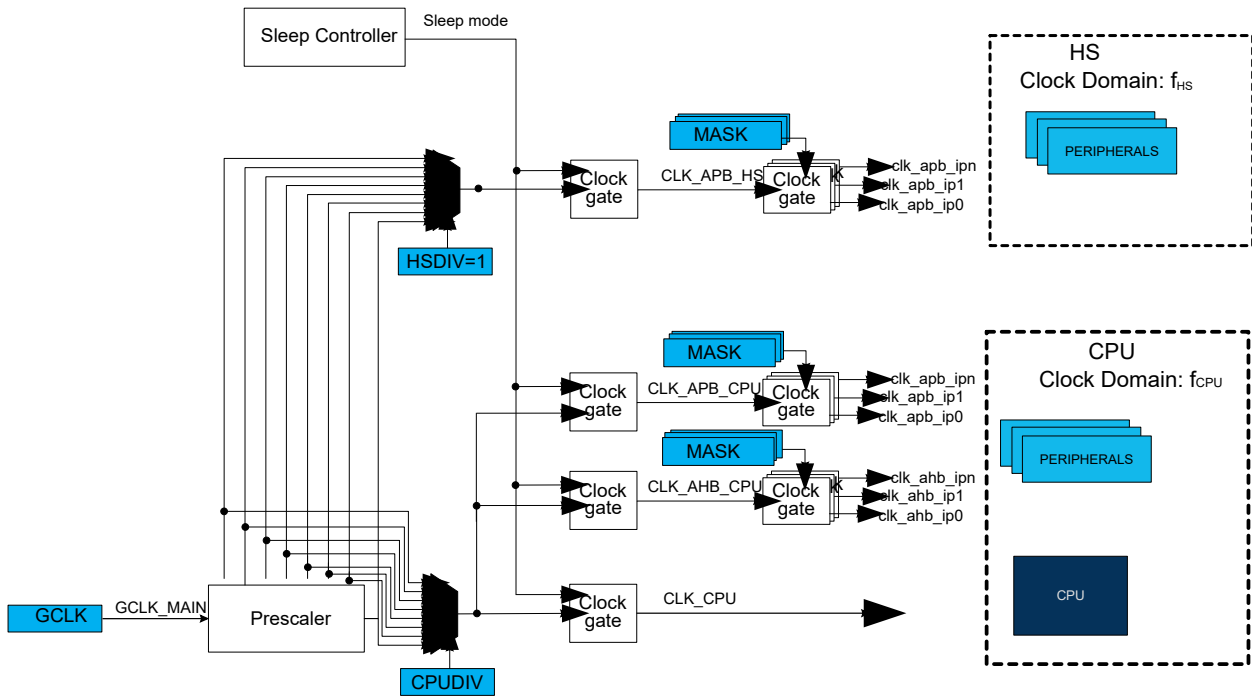 Sleep Controller
Sleep mode
HS
Clock Domain: fHS
PERIPHERALS
MASK
Clock
gate
CLK_APB_HS
Clock
gate
clk_apb_ipn
clk_apb_ip1
clk_apb_ip0
HSDIV=1
CPU
Clock Domain: fCPU
PERIPHERALS
CPU
MASK
Clock
gate
CLK_APB_CPU
Clock
gate
clk_apb_ipn
clk_apb_ip1
clk_apb_ip0
MASK
Clock
gate
CLK_AHB_CPU
Clock
gate
clk_ahb_ipn
clk_ahb_ip1
clk_ahb_ip0
GCLK
GCLK_MAIN
Prescaler
Clock
gate
CLK_CPU
CPUDIV